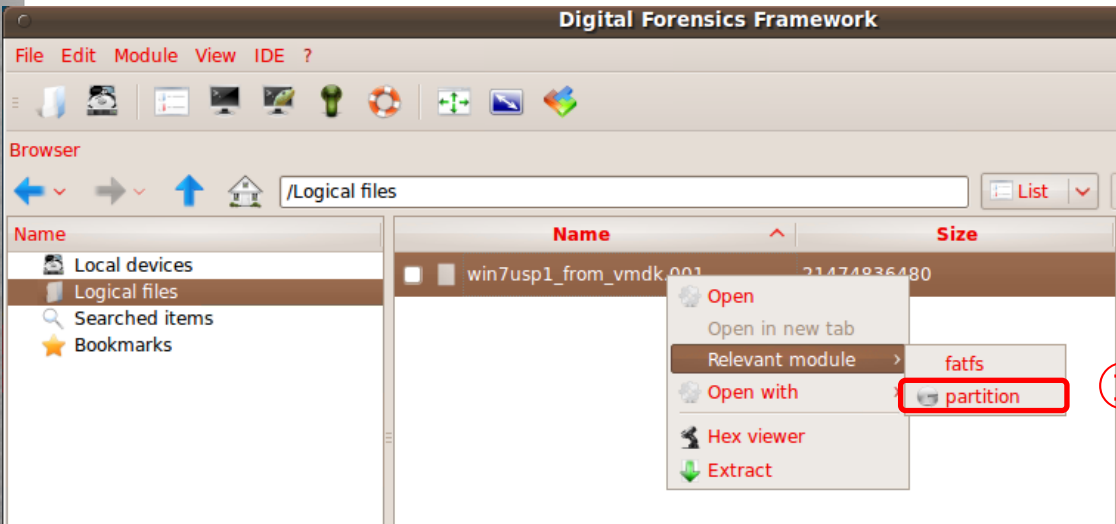 Digital Forensics Framework
File Edit Module View IDE ?
Browser
/Logical files
List
Name
Name
Size
Local devices
Logical files
Searched items
Bookmarks
win7usp1_from_vmdk.001
21474836480
Open
Open in new tab
Relevant module
Open with
Hex viewer
Extract
fatfs
partition